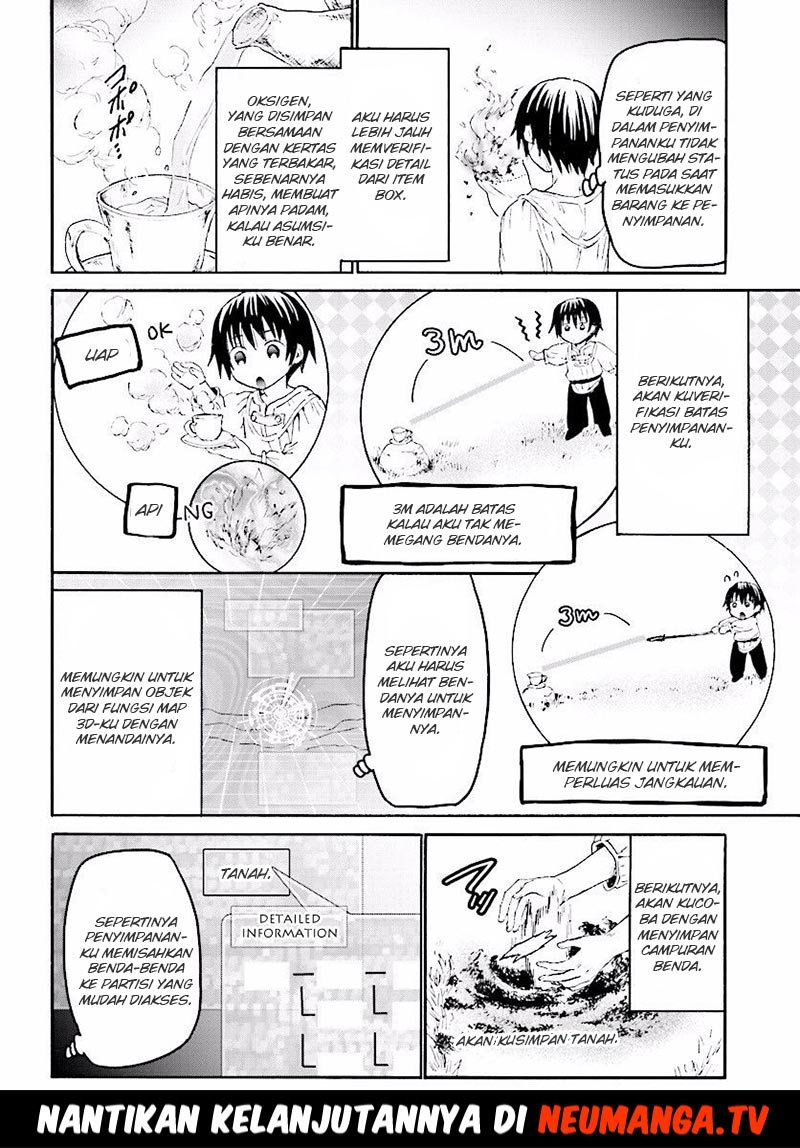 SEPERTI YANG
KUDUGA, DI
DALAM PENYIM-
PANANKU TIDAK
MENGUBAH STA-
TUS PADA SAAT
MEMASUKKAN
BARANG KE PE-
NYIMPANAN.
AKU HARUS
LEBIH JAUH
MEMVERIFI-
KASI DETAIL
DARI ITEM
BOX.
OKSIGEN,
YANG DISIMPAN
BERSAMAAN
DENGAN KERTAS
YANG TERBAKAR,
SEBENARNYA
HABIS, MEMBUAT
APINYA PADAM,
KALAU ASUMSI-
KU BENAR.
コポポポ…
BERIKUTNYA,
AKAN KUVERI-
FIKASI BATAS
PENYIMPANAN-
KU.
3m
3M ADALAH BATAS
KALAU AKU TAK ME-
MEGANG BENDANYA.
UAP
OK
API
NG
3m
MEMUNGKIN UNTUK MEM-
PERLUAS JANGKAUAN.
SEPERTINYA
AKU HARUS
MELIHAT BEN-
DANYA UNTUK
MENYIMPAN-
NYA.
MEMUNGKIN UNTUK
MENYIMPAN OBJEK
DARI FUNGSI MAP
3D-KU DENGAN
MENANDAINYA.
BERIKUTNYA,
AKAN KUCO-
BA DENGAN
MENYIMPAN
CAMPURAN
BENDA.
AKAN KUSIMPAN TANAH.
TANAH.
DETAILED
INFORMATION
SEPERTINYA
PENYIMPANAN-
KU MEMISAHKAN
BENDA-BENDA
KE PARTISI YANG
MUDAH DIAKSES.
NANTIKAN KELANJUTANNYA DI NEUMANGA.TV